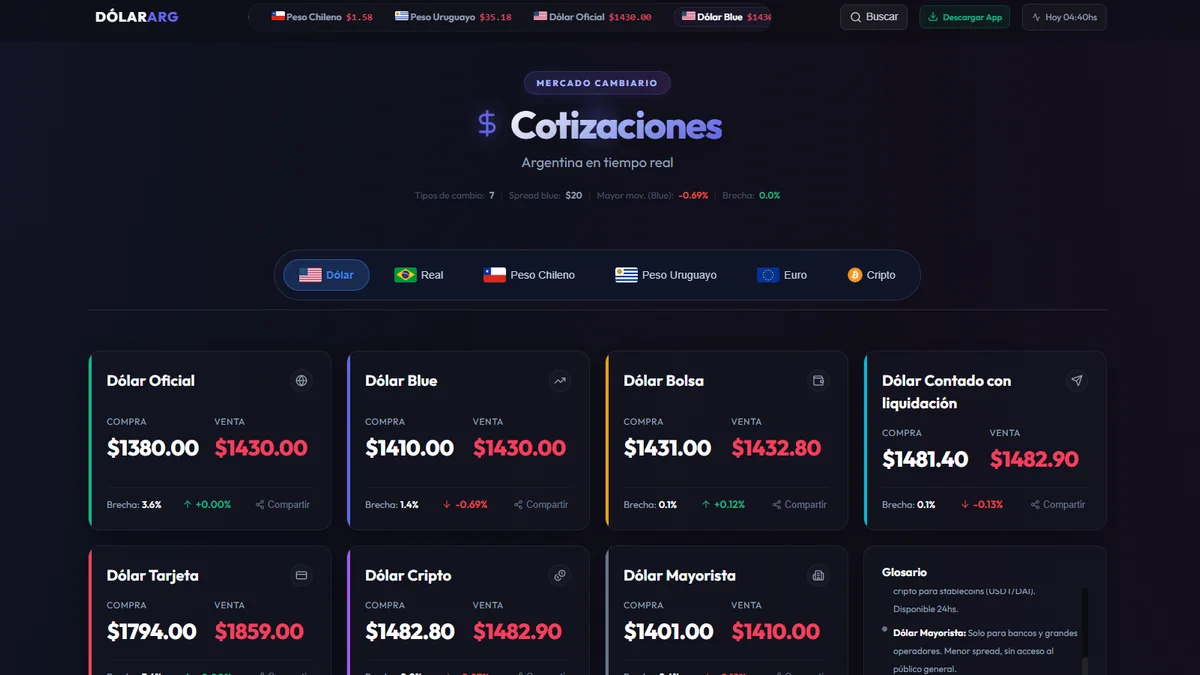 DÓLARARG
Peso Chileno $1.58 Peso Uruguayo $35.18 Dólar Oficial $1430.00 Dólar Blue
Buscar
Descargar App
Hoy 04:40hs
MERCADO CAMBIARIO
$ Cotizaciones
Argentina en tiempo real
Tipos de cambio: 7 | Spread blue: $20 | Mayor mov. (Blue): -0.69% | Brecha: 0.0%
Dólar Real Peso Chileno Peso Uruguayo Euro Cripto
Dólar Oficial
COMPRA VENTA
$1380.00 $1430.00
Brecha: 3.6% ↑ +0.00% Compartir
Dólar Blue
COMPRA VENTA
$1410.00 $1430.00
Brecha: 1.4% ↓ -0.69% Compartir
Dólar Bolsa
COMPRA VENTA
$1431.00 $1432.80
Brecha: 0.1% ↑ +0.12% Compartir
Dólar Contado con
liquidación
COMPRA VENTA
$1481.40 $1482.90
Brecha: 0.1% ↓ -0.13% Compartir
Dólar Tarjeta
COMPRA VENTA
$1794.00 $1859.00
Dólar Cripto
COMPRA VENTA
$1482.80 $1482.90
Dólar Mayorista
COMPRA VENTA
$1401.00 $1410.00
Glosario
cripto para stablecoins (USDT/DAI).
Disponible 24hs.
Dólar Mayorista: Solo para bancos y grandes
operadores. Menor spread, sin acceso al
público general.